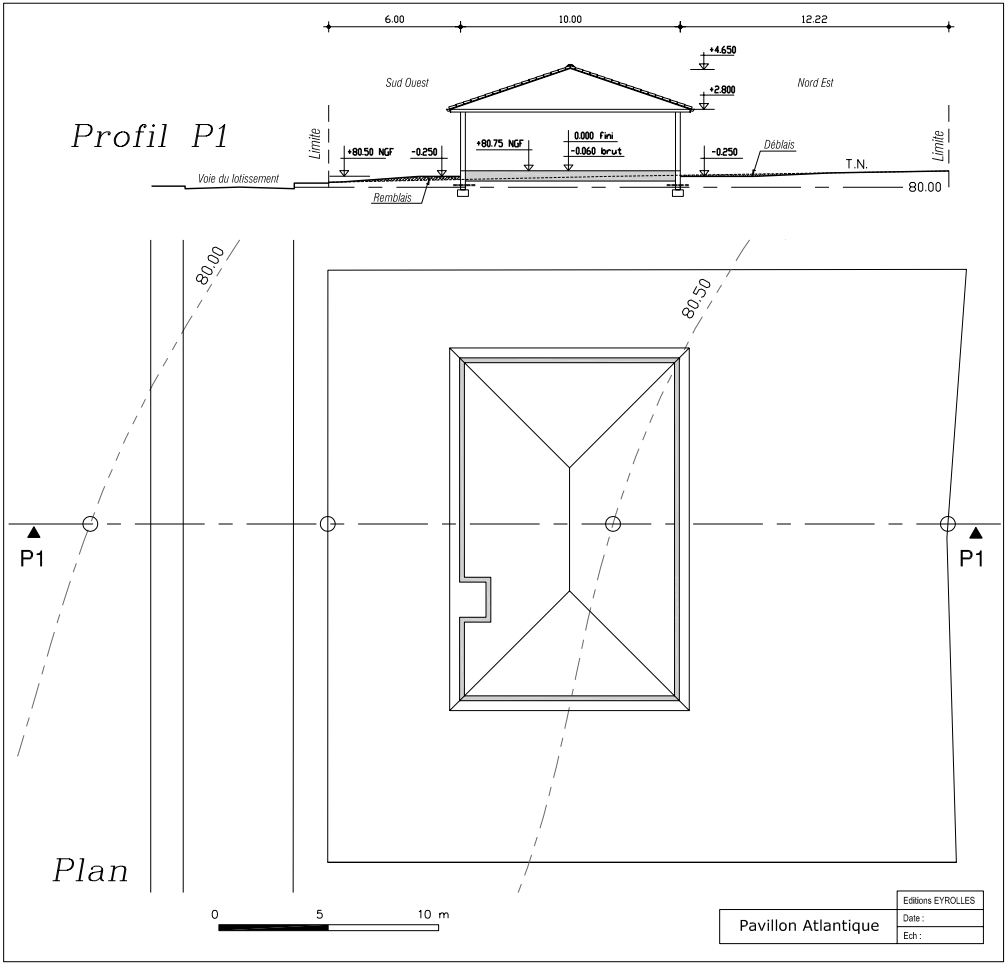 6.00 10.00 12.22
+4.650
Sud Ouest Nord Est
+2.800
Profil P1
Limite
Limite
0.000 fini
+80.50 NGF -0.250 +80.75 NGF -0.060 brut -0.250 Déblais
T.N.
Voie du lotissement
Remblais
80.00
80.00
80.50
P1 P1
Plan
0 5 10 m
Pavillon Atlantique
Editions EYROLLES
Date :
Ech :